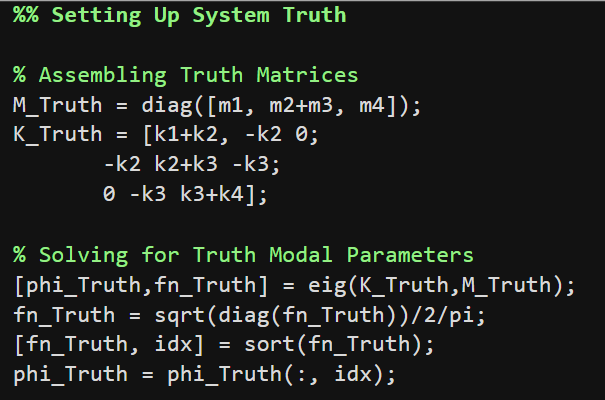 %% Setting Up System Truth
% Assembling Truth Matrices
M_Truth = diag([m1, m2+m3, m4]);
K_Truth = [k1+k2, -k2 0;
-k2 k2+k3 -k3;
0 -k3 k3+k4];
% Solving for Truth Modal Parameters
[phi_Truth,fn_Truth] = eig(K_Truth,M_Truth);
fn_Truth = sqrt(diag(fn_Truth))/2/pi;
[fn_Truth, idx] = sort(fn_Truth);
phi_Truth = phi_Truth(:, idx);